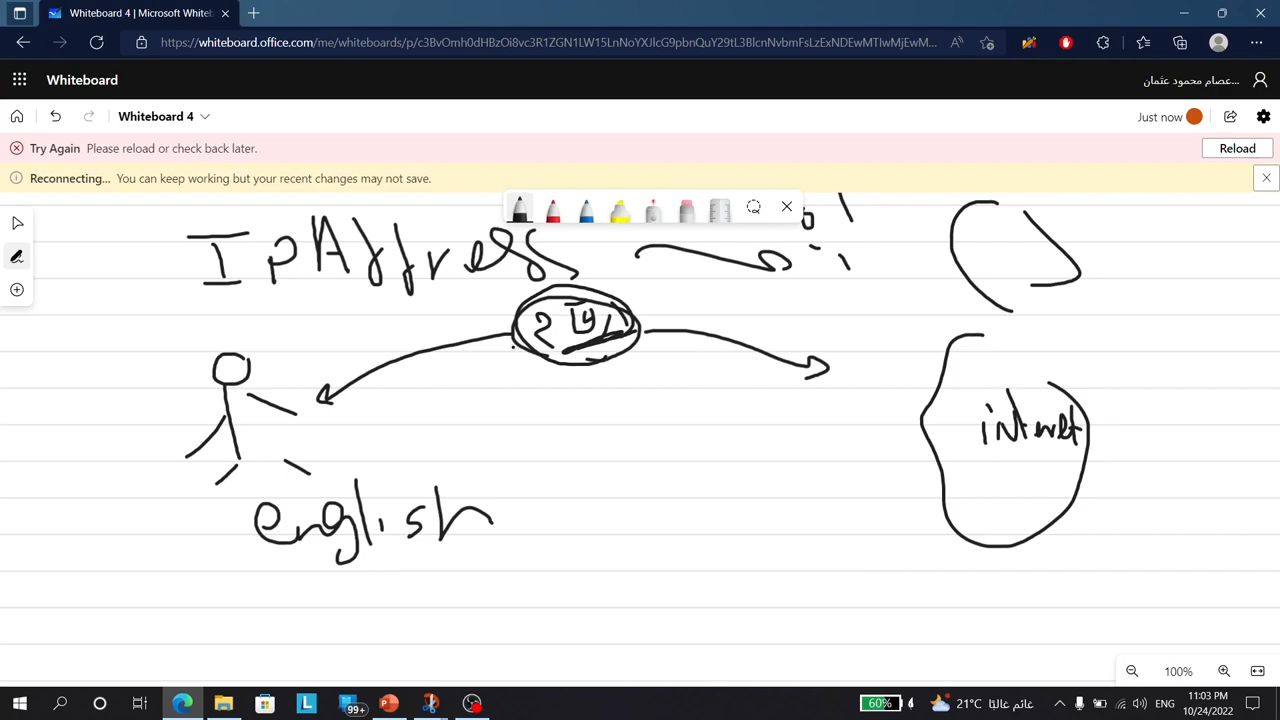 Whiteboard 4 | Microsoft Whiteb
https://whiteboard.office.com/me/whiteboards/p/c3BvOmh0dHBzOi8vc3R1ZGN1LW15LnNoYXJlcG9pbnQuY29tL3BlcnNvbmFsLzExNDEwMTIwMjEwM...
Whiteboard
عصام محمود عثمان...
Whiteboard 4
Just now
Try Again Please reload or check back later.
Reload
Reconnecting... You can keep working but your recent changes may not save.
2
internet
english
100%
L
99+
60%
21°C غائم غالبًا
ENG
11:03 PM
10/24/2022